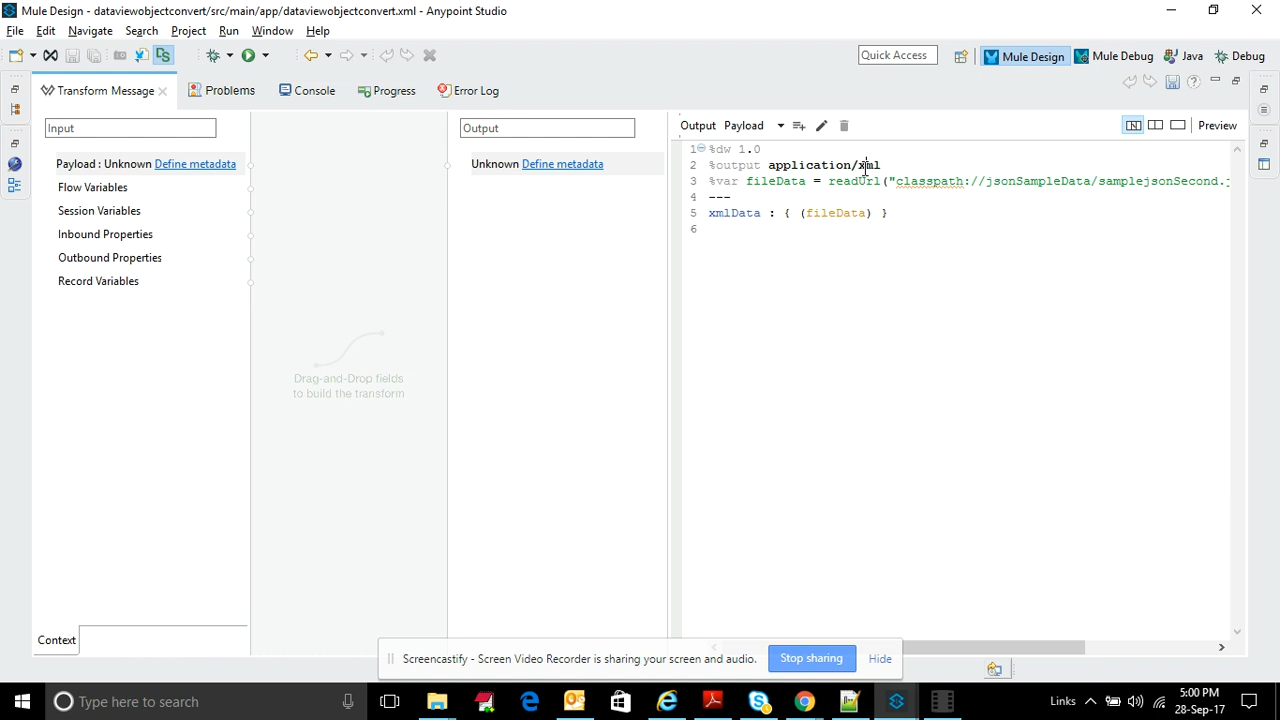 Mule Design - dataviewobjectconvert/src/main/app/dataviewobjectconvert.xml - Anypoint Studio
File Edit Navigate Search Project Run Window Help
Quick Access
Mule Design
Mule Debug
Java
Debug
Transform Message
Problems
Console
Progress
Error Log
Input
Output
Output Payload
Preview
Payload : Unknown Define metadata
Flow Variables
Session Variables
Inbound Properties
Outbound Properties
Record Variables
Unknown Define metadata
Drag-and-Drop fields
to build the transform
1 %dw 1.0
2 %output application/xml
3 %var fileData = readUrl("classpath://jsonSampleData/samplejsonSecond.j
4 ---
5 xmlData : { (fileData) }
6
Context
Screencastify - Screen Video Recorder is sharing your screen and audio.
Stop sharing
Hide
Type here to search
Links
5:00 PM
28-Sep-17